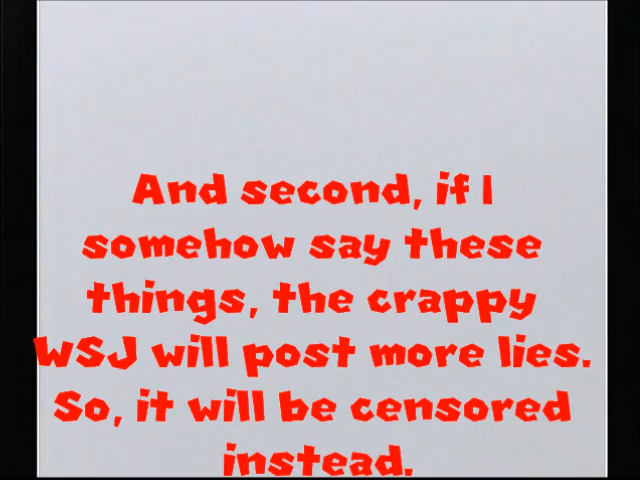 And second, if I
somehow say these
things, the crappy
WSJ will post more lies.
So, it will be censored
instead.